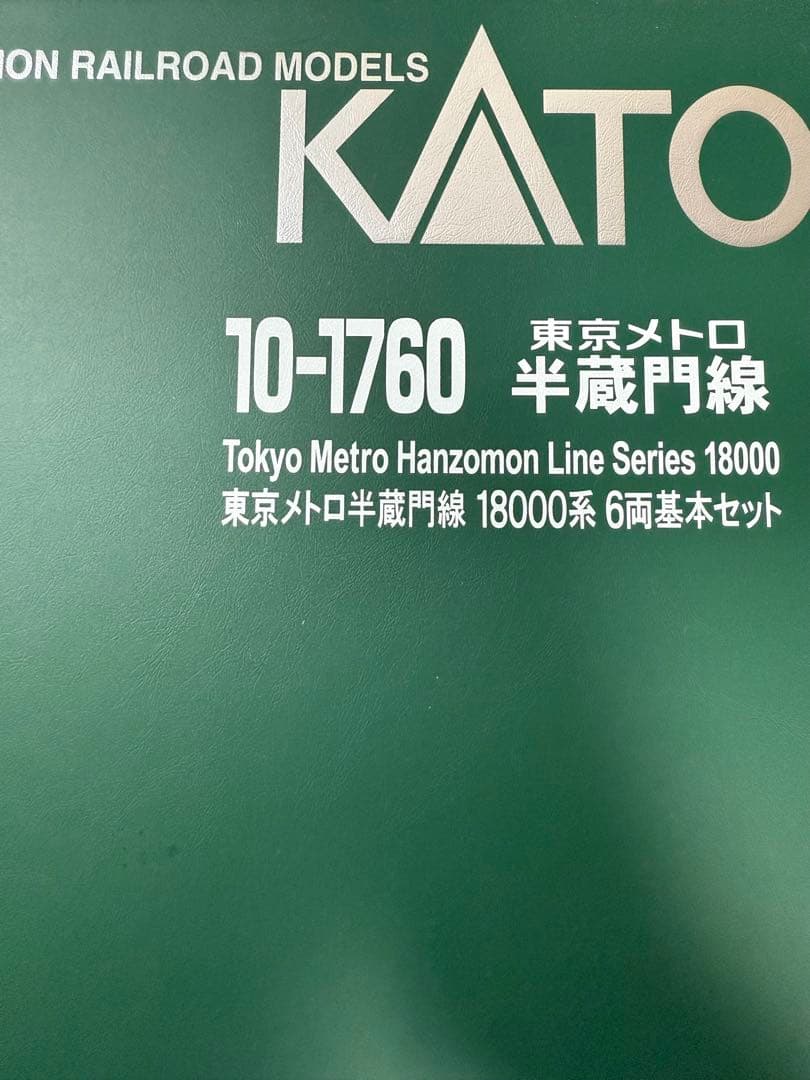 RAILROAD MODELS
KATO
10-1760
東京メトロ
半蔵門線
Tokyo Metro Hanzomon Line Series 18000
東京メトロ半蔵門線 18000系 6両基本セット